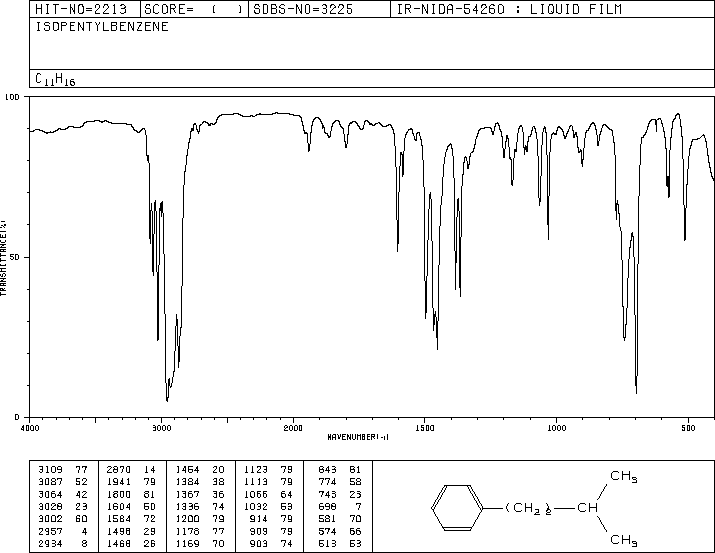 HIT-NO=2213 SCORE= ( ) SDBS-NO=3225 IR-NIDA-54260 : LIQUID FILM
ISOPENTYLBENZENE
C11H16
100
50
0
TRANSMITTANCE(%)
4000 3000 2000 1500 1000 500
WAVENUMBER(-1)
3109 77 2870 14 1454 20 1123 79 843 81
3087 52 1941 79 1384 38 1113 79 774 58
3064 42 1800 81 1367 36 1066 64 743 23
3028 23 1604 50 1336 74 1032 53 698 7
3002 60 1584 72 1200 79 914 79 581 70
2957 4 1498 29 1178 77 909 79 574 66
2934 8 1468 26 1169 70 903 74 513 53
CH3
(CH2)2 CH
CH3